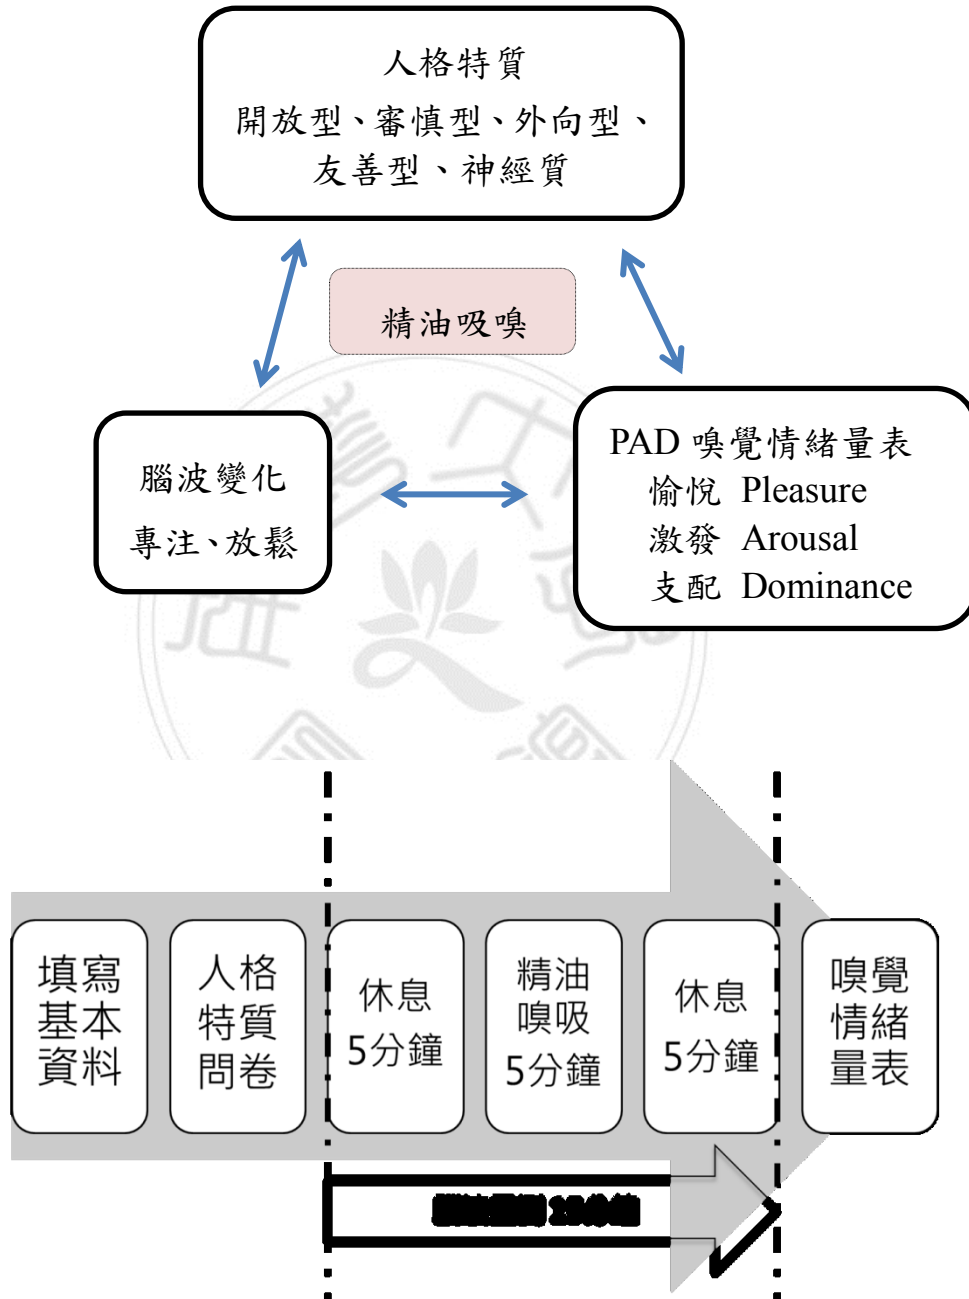 人格特質
開放型、審慎型、外向型、
友善型、神經質
精油吸嗅
腦波變化
專注、放鬆
PAD 嗅覺情緒量表
愉悅 Pleasure
激發 Arousal
支配 Dominance
填寫
基本
資料
人格
特質
問卷
休息
5分鐘
精油
嗅吸
5分鐘
休息
5分鐘
嗅覺
情緒
量表